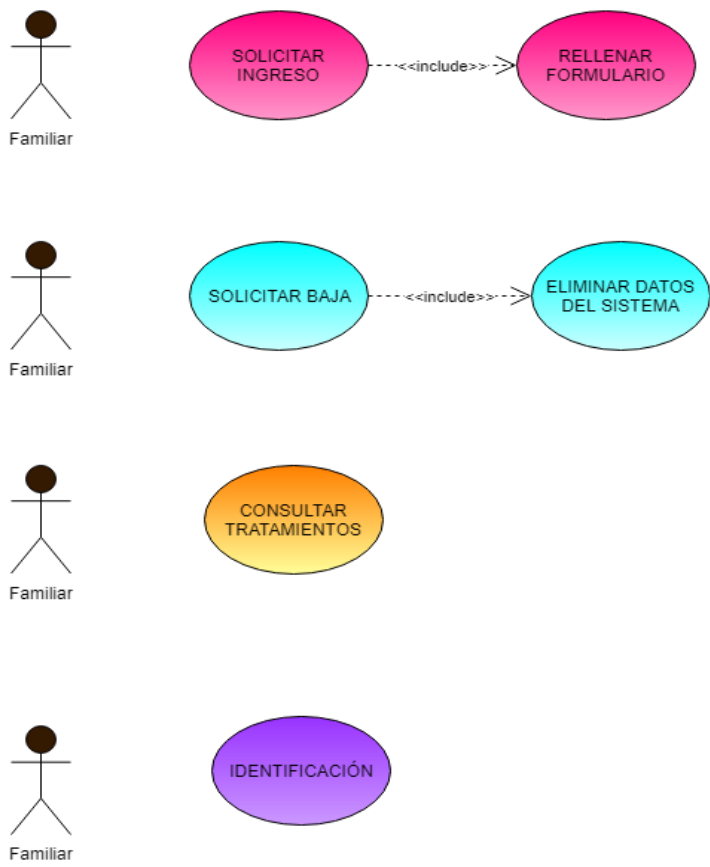 SOLICITAR
INGRESO
<<include>>
RELLENAR
FORMULARIO
Familiar
SOLICITAR BAJA
<<include>>
ELIMINAR DATOS
DEL SISTEMA
Familiar
CONSULTAR
TRATAMIENTOS
Familiar
IDENTIFICACIÓN
Familiar